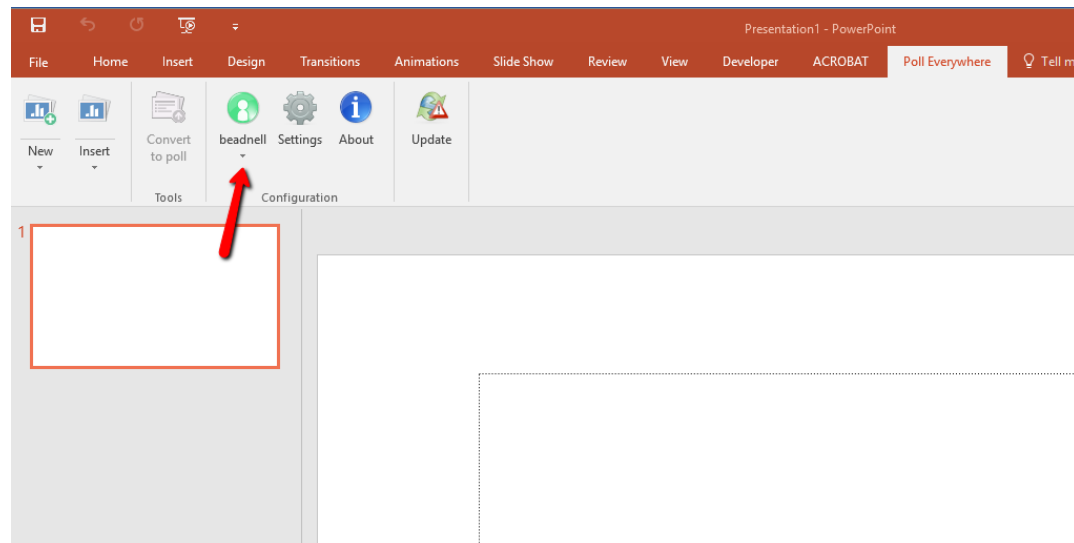 Presentation1 - PowerPoint
File Home Insert Design Transitions Animations Slide Show Review View Developer ACROBAT Poll Everywhere Tell m
New Insert Convert to poll beadnell Settings About Update
Tools Configuration
1